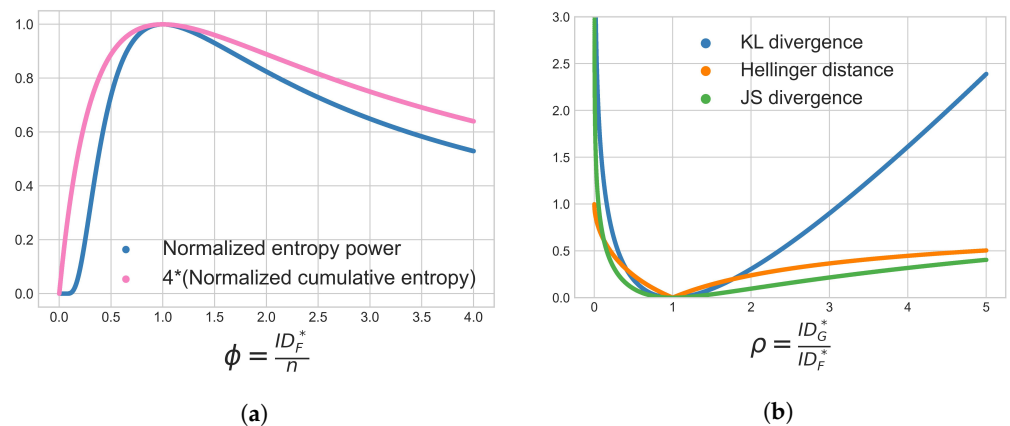 1.0
0.8
0.6
0.4
0.2
0.0
0.0 0.5 1.0 1.5 2.0 2.5 3.0 3.5 4.0
Normalized entropy power
4*(Normalized cumulative entropy)
ϕ = ID*_F / n
(a)
3.0
2.5
2.0
1.5
1.0
0.5
0.0
0 1 2 3 4 5
KL divergence
Hellinger distance
JS divergence
ρ = ID*_G / ID*_F
(b)